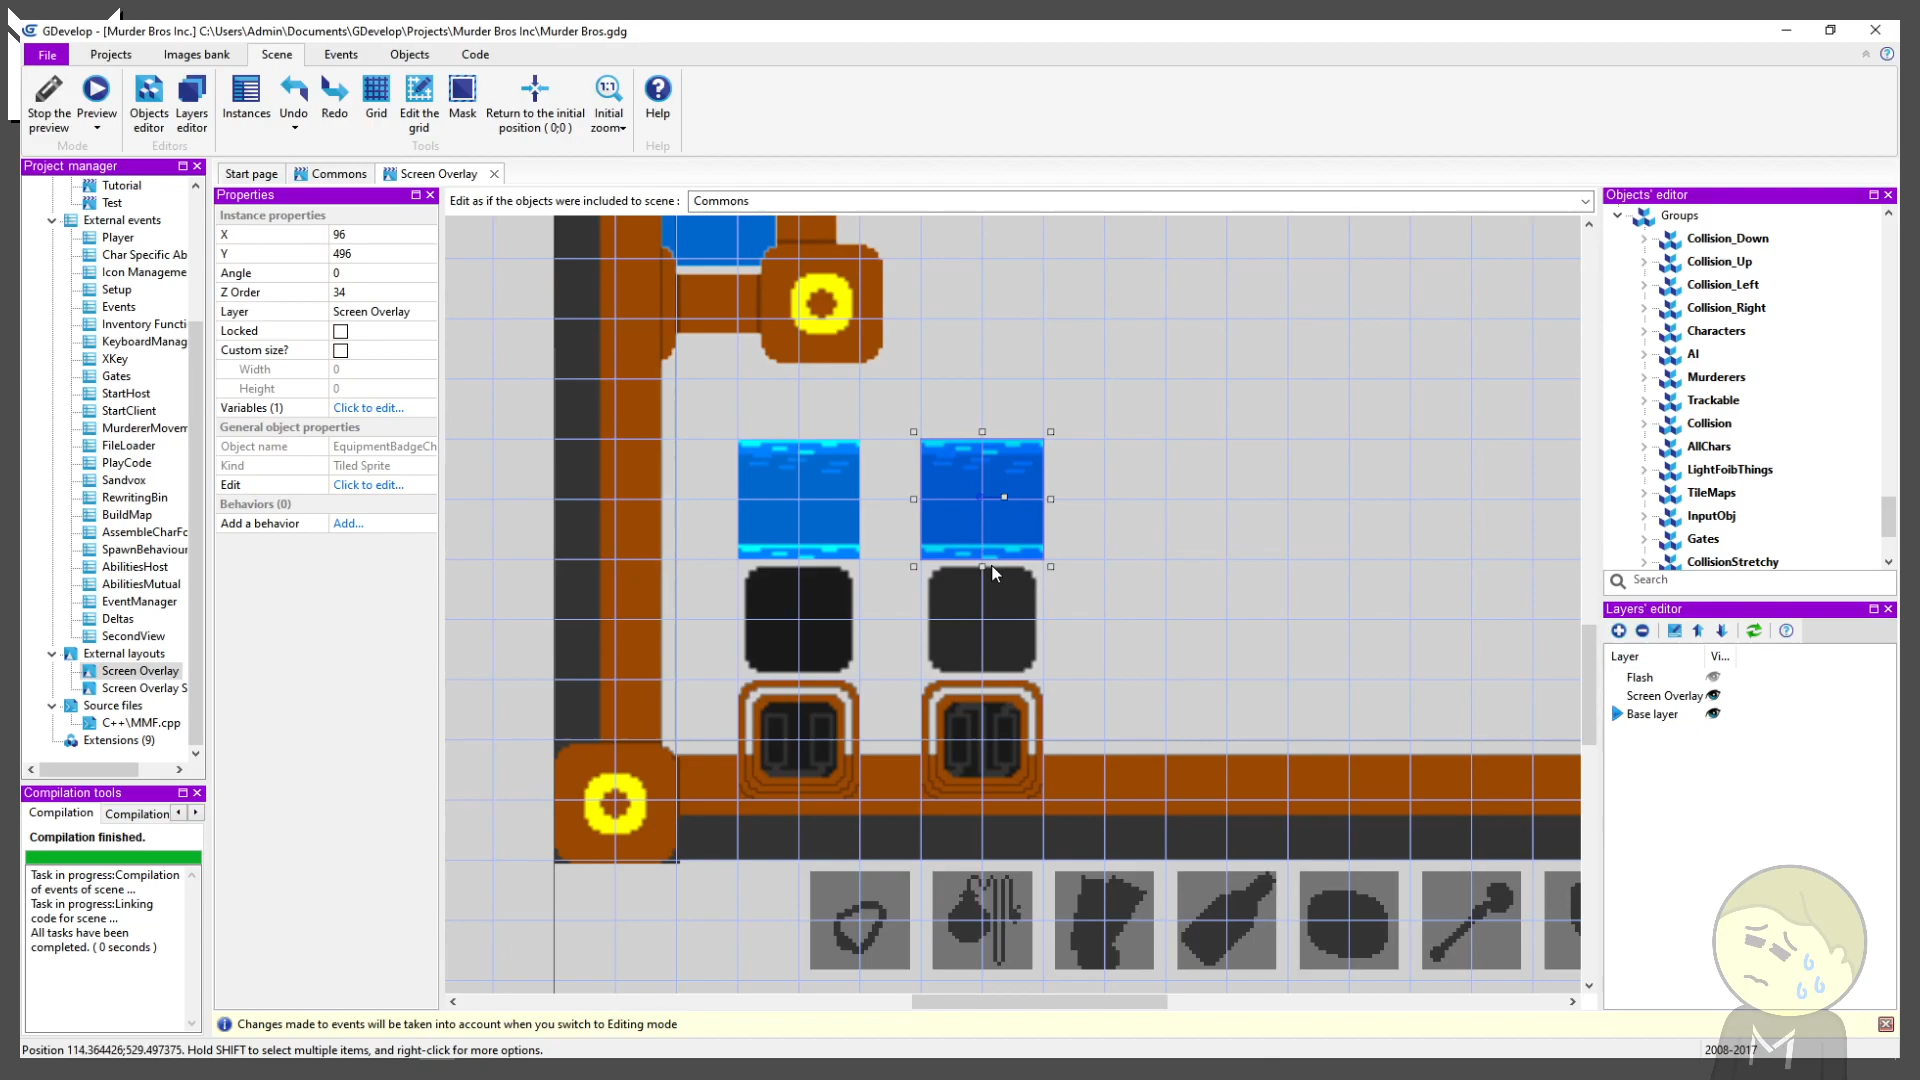 GDevelop - [Murder Bros Inc.] C:\Users\Admin\Documents\GDevelop\Projects\Murder Bros Inc\Murder Bros.gdg
File Projects Images bank Scene Events Objects Code
Stop the preview Preview Objects editor Layers editor Instances Undo Redo Grid Edit the grid Mask Return to the initial position ( 0;0 ) 1:1 Initial zoom Help
Mode Editors Tools Help
Project manager
Tutorial
Test
External events
Player
Char Specific Ab
Icon Manageme
Setup
Events
Inventory Functi
KeyboardManag
XKey
Gates
StartHost
StartClient
MurdererMovem
FileLoader
PlayCode
Sandvox
RewritingBin
BuildMap
AssembleCharFo
SpawnBehaviour
AbilitiesHost
AbilitiesMutual
EventManager
Deltas
SecondView
External layouts
Screen Overlay
Screen Overlay S
Source files
C++\MMF.cpp
Extensions (9)
Compilation tools
Compilation Compilation
Compilation finished.
Task in progress:Compilation
of events of scene ...
Task in progress:Linking
code for scene ...
All tasks have been
completed. ( 0 seconds )
Start page Commons Screen Overlay
Properties
Instance properties
X 96
Y 496
Angle 0
Z Order 34
Layer Screen Overlay
Locked
Custom size?
Width 0
Height 0
Variables (1) Click to edit...
General object properties
Object name EquipmentBadgeCh
Kind Tiled Sprite
Edit Click to edit...
Behaviors (0)
Add a behavior Add...
Edit as if the objects were included to scene : Commons
Objects' editor
Groups
Collision_Down
Collision_Up
Collision_Left
Collision_Right
Characters
AI
Murderers
Trackable
Collision
AllChars
LightFoibThings
TileMaps
InputObj
Gates
CollisionStretchy
Search
Layers' editor
Layer Vi...
Flash
Screen Overlay
Base layer
Changes made to events will be taken into account when you switch to Editing mode
Position 114.364426;529.497375. Hold SHIFT to select multiple items, and right-click for more options.
2008-2017